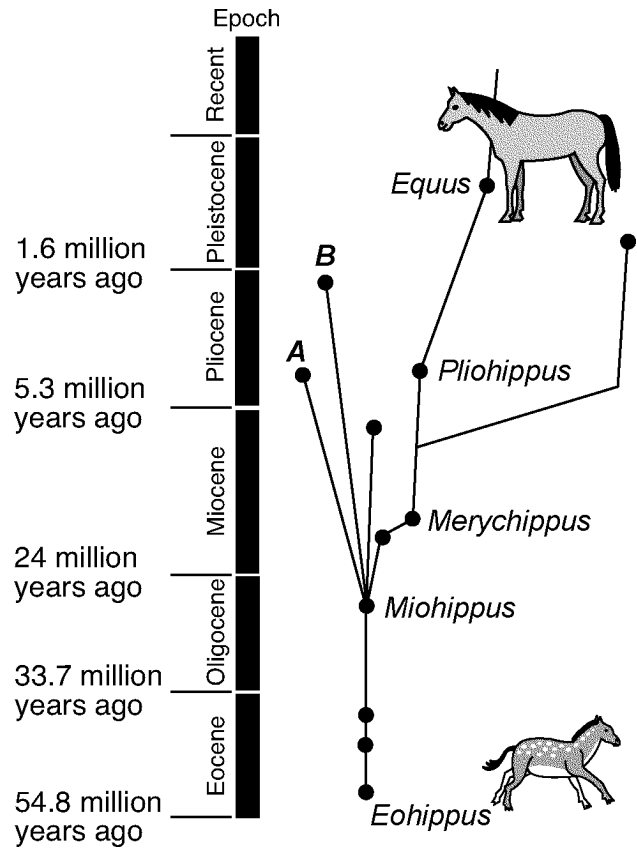 Epoch
Recent
Pleistocene
Equus
1.6 million
years ago
B
Pliocene
A
Pliohippus
5.3 million
years ago
Miocene
Merychippus
24 million
years ago
Miohippus
Oligocene
33.7 million
years ago
Eocene
54.8 million
years ago
Eohippus